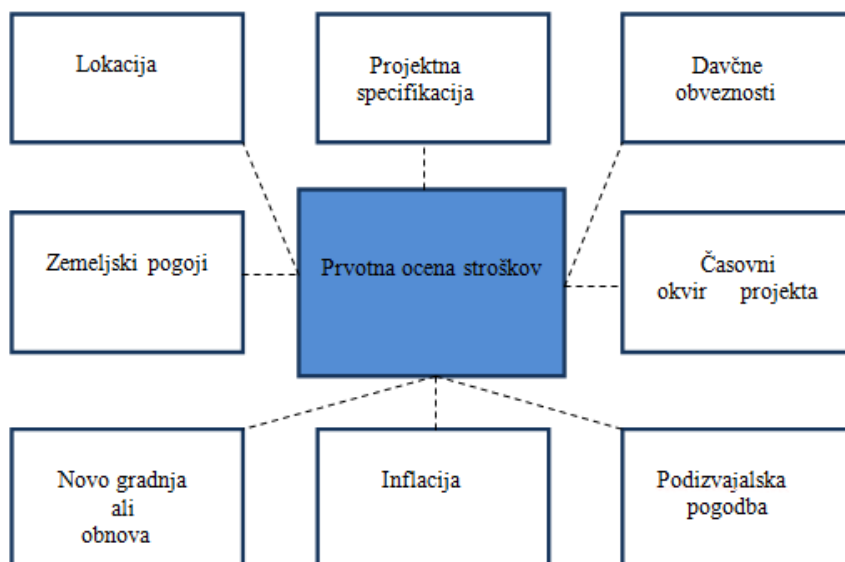 Lokacija
Projektna
specifikacija
Davčne
obveznosti
Zemeljski pogoji
Prvotna ocena stroškov
Časovni
okvir projekta
Novo gradnja
ali
obnova
Inflacija
Podizvajalska
pogodba